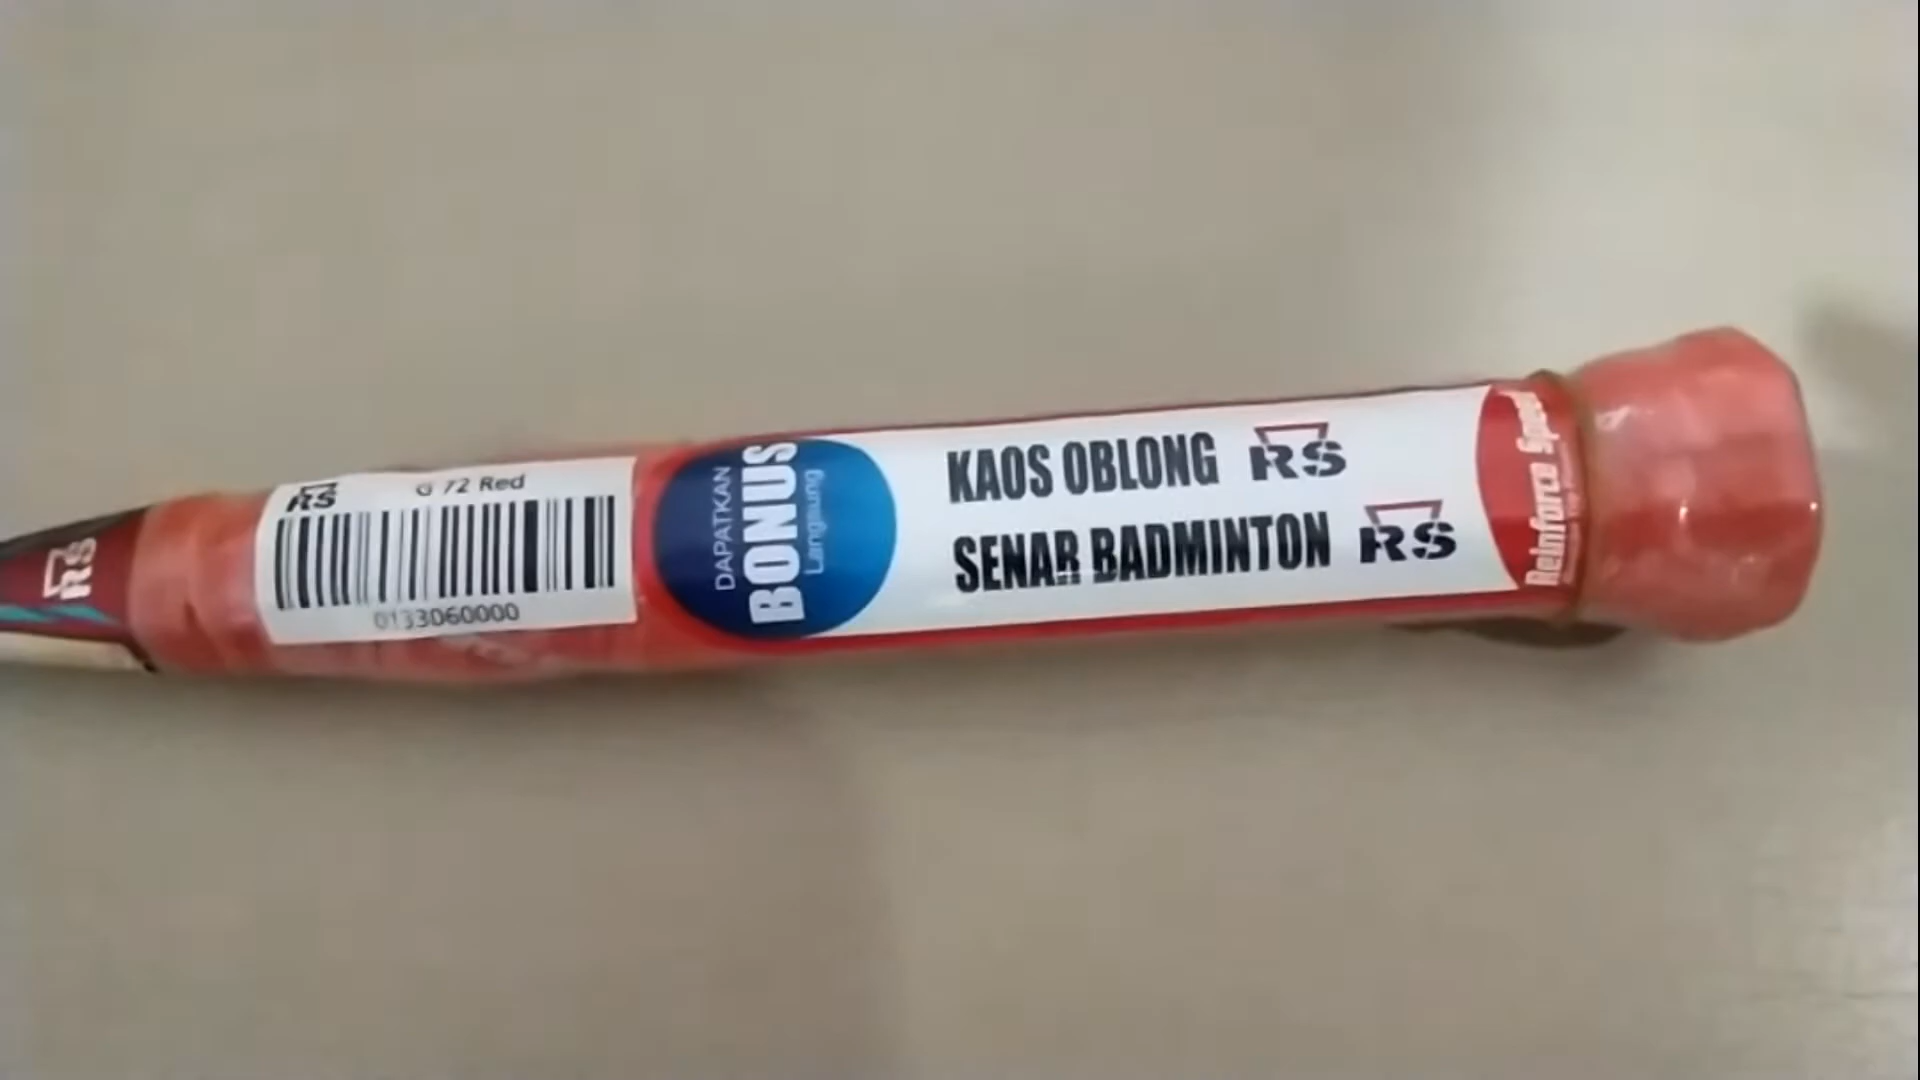 RS
RS
G 72 Red
0133060000
DAPATKAN
BONUS
Langsung
KAOS OBLONG RS
SENAR BADMINTON RS
Reinforce Speed